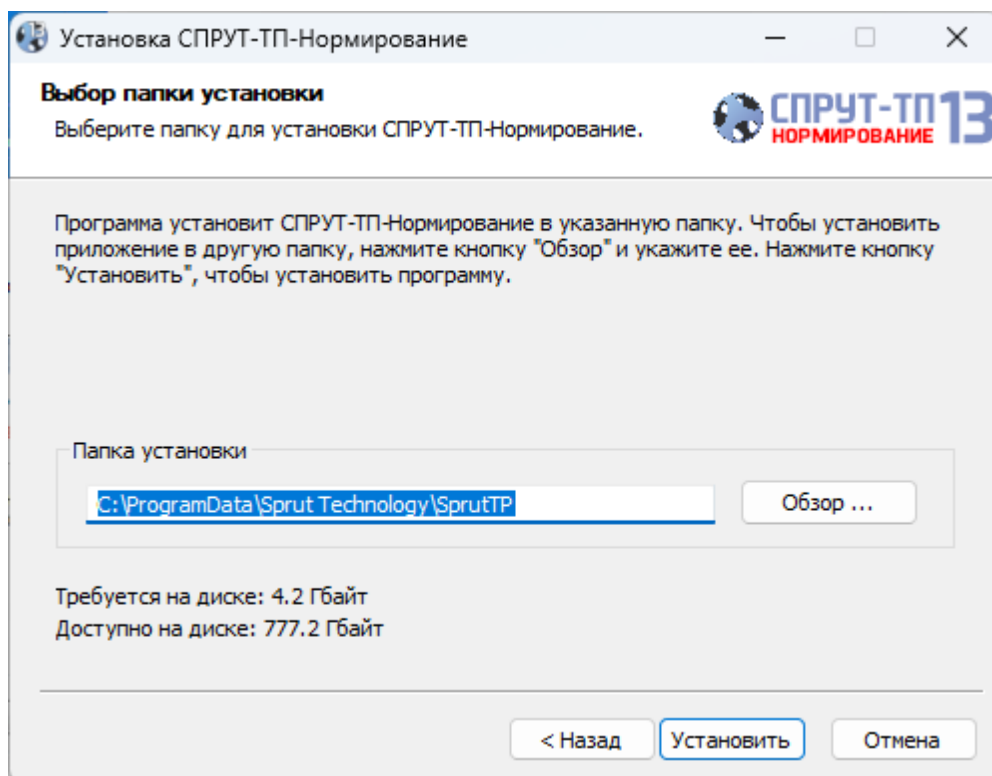 Установка СПРУТ-ТП-Нормирование
Выбор папки установки
Выберите папку для установки СПРУТ-ТП-Нормирование.
СПРУТ-ТП 13
НОРМИРОВАНИЕ
Программа установит СПРУТ-ТП-Нормирование в указанную папку. Чтобы установить
приложение в другую папку, нажмите кнопку "Обзор" и укажите ее. Нажмите кнопку
"Установить", чтобы установить программу.
Папка установки
C:\ProgramData\Sprut Technology\SprutTP
Обзор ...
Требуется на диске: 4.2 Гбайт
Доступно на диске: 777.2 Гбайт
< Назад
Установить
Отмена